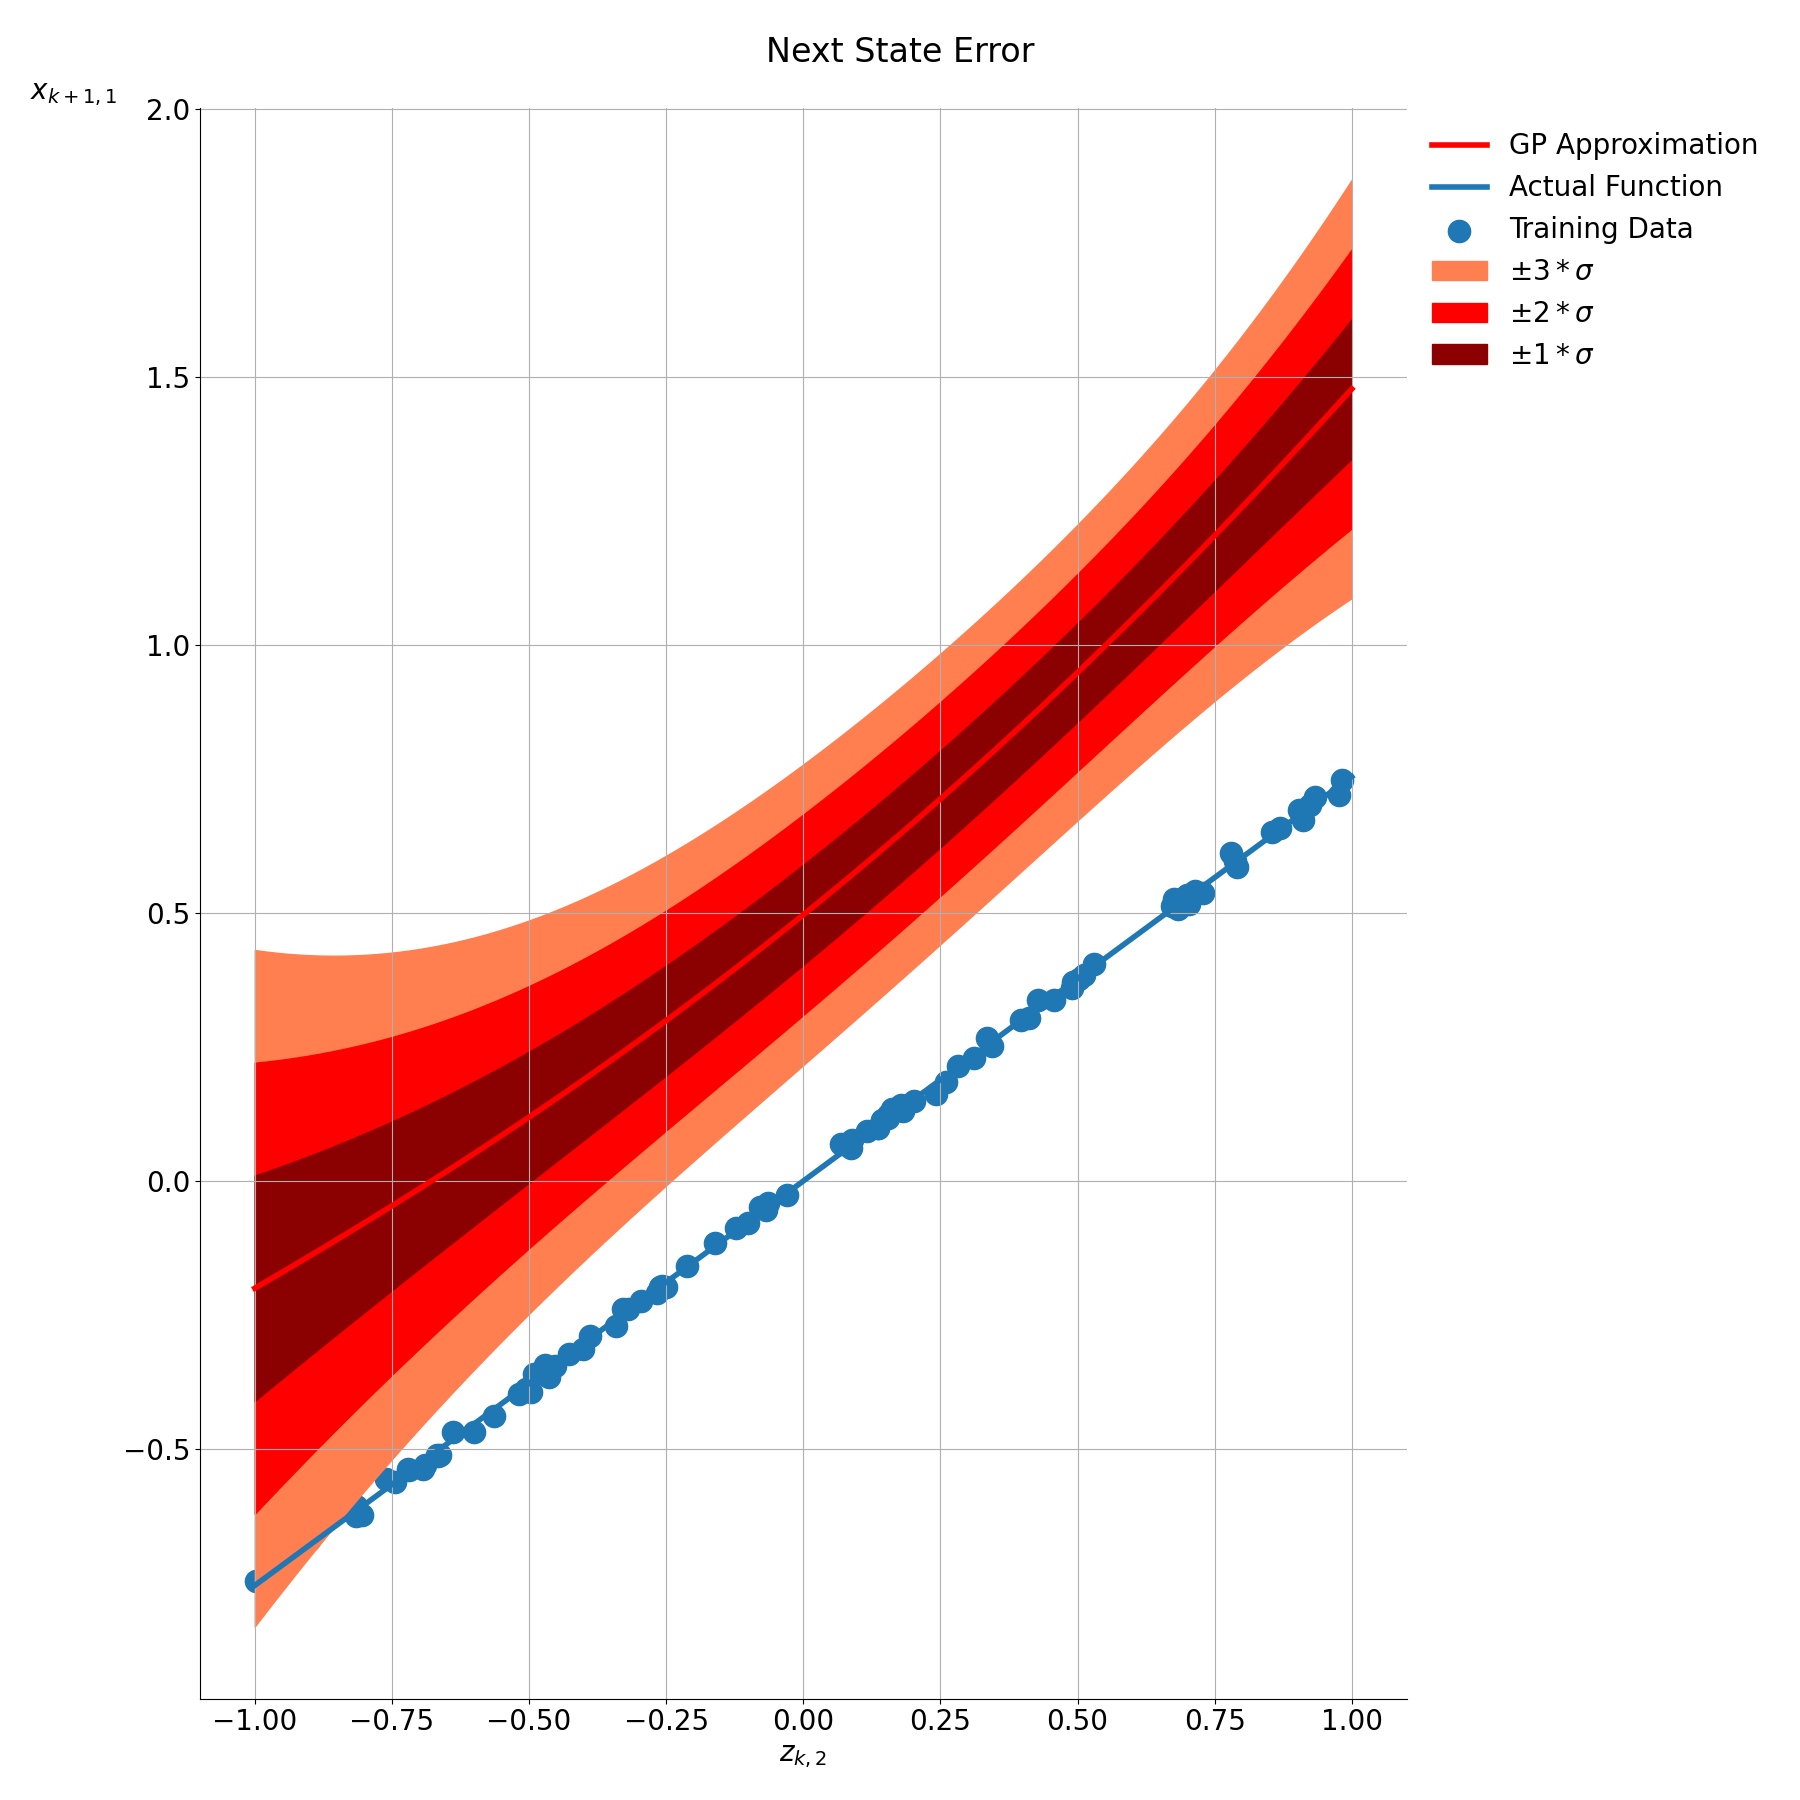 Next State Error
x_{k+1,1}
2.0
1.5
1.0
0.5
0.0
−0.5
−1.00 −0.75 −0.50 −0.25 0.00 0.25 0.50 0.75 1.00
z_{k,2}
GP Approximation
Actual Function
Training Data
±3 * σ
±2 * σ
±1 * σ